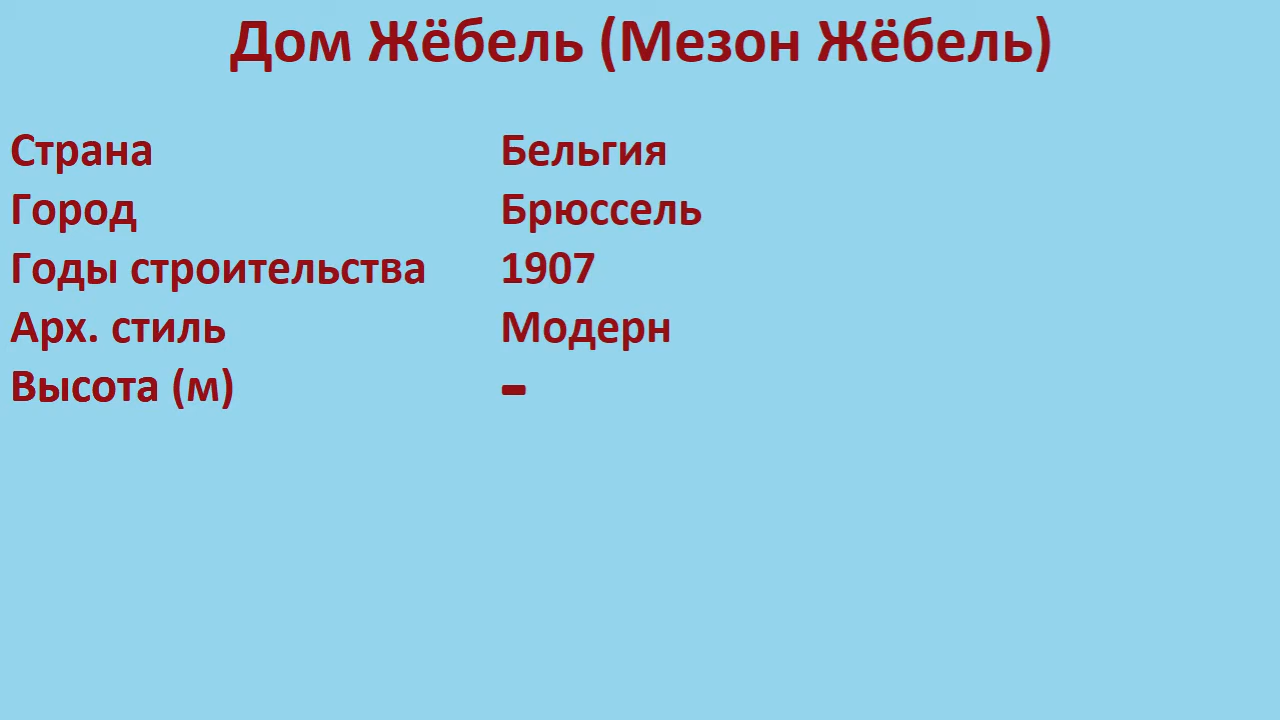 Дом Жёбель (Мезон Жёбель)
Страна Бельгия
Город Брюссель
Годы строительства 1907
Арх. стиль Модерн
Высота (м) -